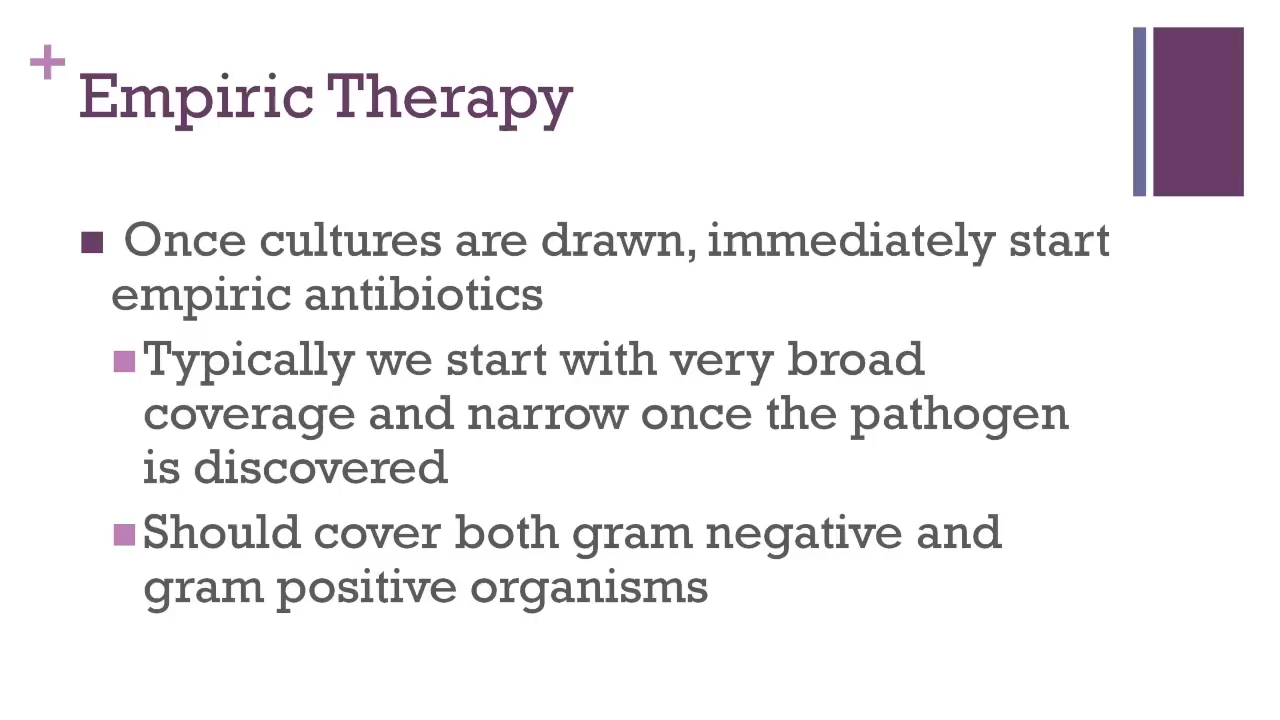 +
Empiric Therapy
Once cultures are drawn, immediately start
empiric antibiotics
Typically we start with very broad
coverage and narrow once the pathogen
is discovered
Should cover both gram negative and
gram positive organisms